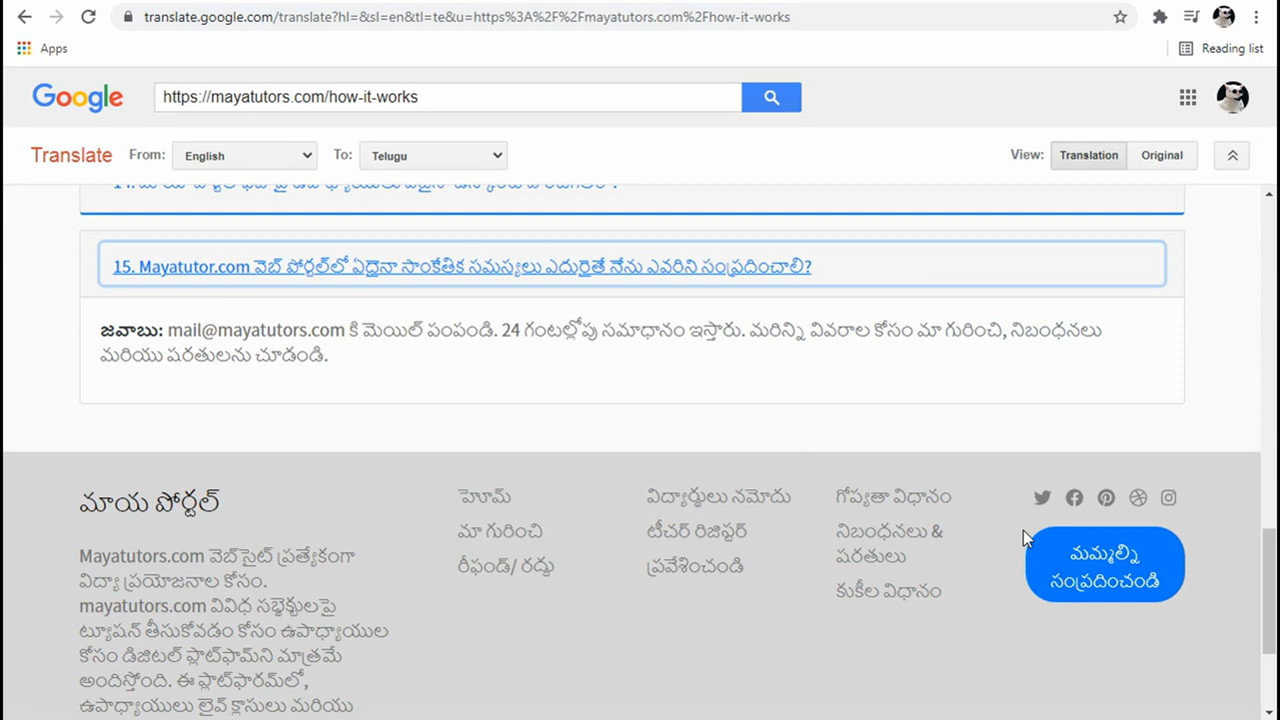 translate.google.com/translate?hl=&sl=en&tl=te&u=https%3A%2F%2Fmayatutors.com%2Fhow-it-works
Apps
Reading list
Google
https://mayatutors.com/how-it-works
Translate From: English To: Telugu View: Translation Original
15. Mayatutor.com వెబ్ పోర్టల్‌లో ఏదైనా సాంకేతిక సమస్యలు ఎదురైతే నేను ఎవరిని సంప్రదించాలి?
జవాబు: mail@mayatutors.com కి మెయిల్ పంపండి. 24 గంటల్లోపు సమాధానం ఇస్తారు. మరిన్ని వివరాల కోసం మా గురించి, నిబంధనలు
మరియు షరతులను చూడండి.
మాయ పోర్టల్
Mayatutors.com వెబ్‌సైట్ ప్రత్యేకంగా
విద్యా ప్రయోజనాల కోసం.
mayatutors.com వివిధ సబ్జెక్టులపై
ట్యూషన్ తీసుకోవడం కోసం ఉపాధ్యాయుల
కోసం డిజిటల్ ప్లాట్‌ఫామ్‌ని మాత్రమే
అందిస్తోంది. ఈ ప్లాట్‌ఫారమ్‌లో,
ఉపాధ్యాయులు లైవ్ క్లాసులు మరియు
హెూమ్
మా గురించి
రీఫండ్/ రద్దు
విద్యార్థులు నమోదు
టీచర్ రిజిస్టర్
ప్రవేశించండి
గోప్యతా విధానం
నిబంధనలు &
షరతులు
కుకీల విధానం
మమ్మల్ని
సంప్రదించండి